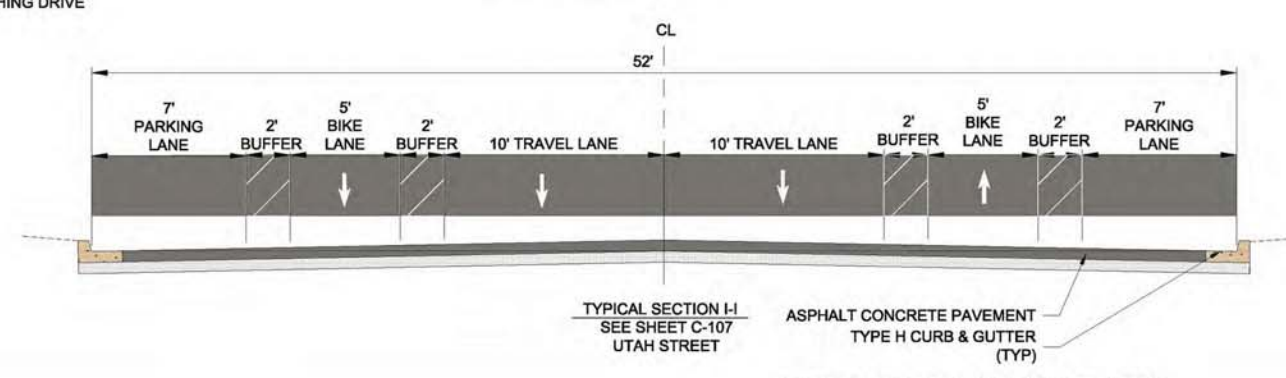 CL
52'
7'
PARKING
LANE
2'
BUFFER
5'
BIKE
LANE
2'
BUFFER
10' TRAVEL LANE
10' TRAVEL LANE
2'
BUFFER
5'
BIKE
LANE
2'
BUFFER
7'
PARKING
LANE
TYPICAL SECTION I-I
SEE SHEET C-107
UTAH STREET
ASPHALT CONCRETE PAVEMENT
TYPE H CURB & GUTTER
(TYP)